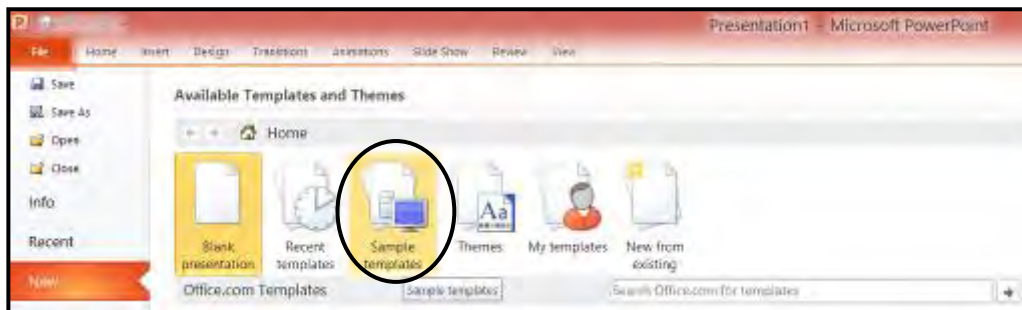 P
Presentation1 - Microsoft PowerPoint
File Home Insert Design Transitions Animations Slide Show Review View
Save
Save As
Open
Close
Info
Recent
New
Available Templates and Themes
Home
Blank presentation
Recent templates
Sample templates
Themes
My templates
New from existing
Office.com Templates
Sample templates
Search Office.com for templates